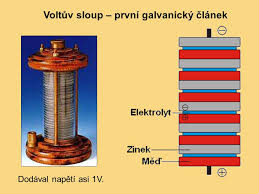 Voltův sloup – první galvanický článek
⊖
Elektrolyt
Zinek
Měď
⊕
Dodával napětí asi 1V.